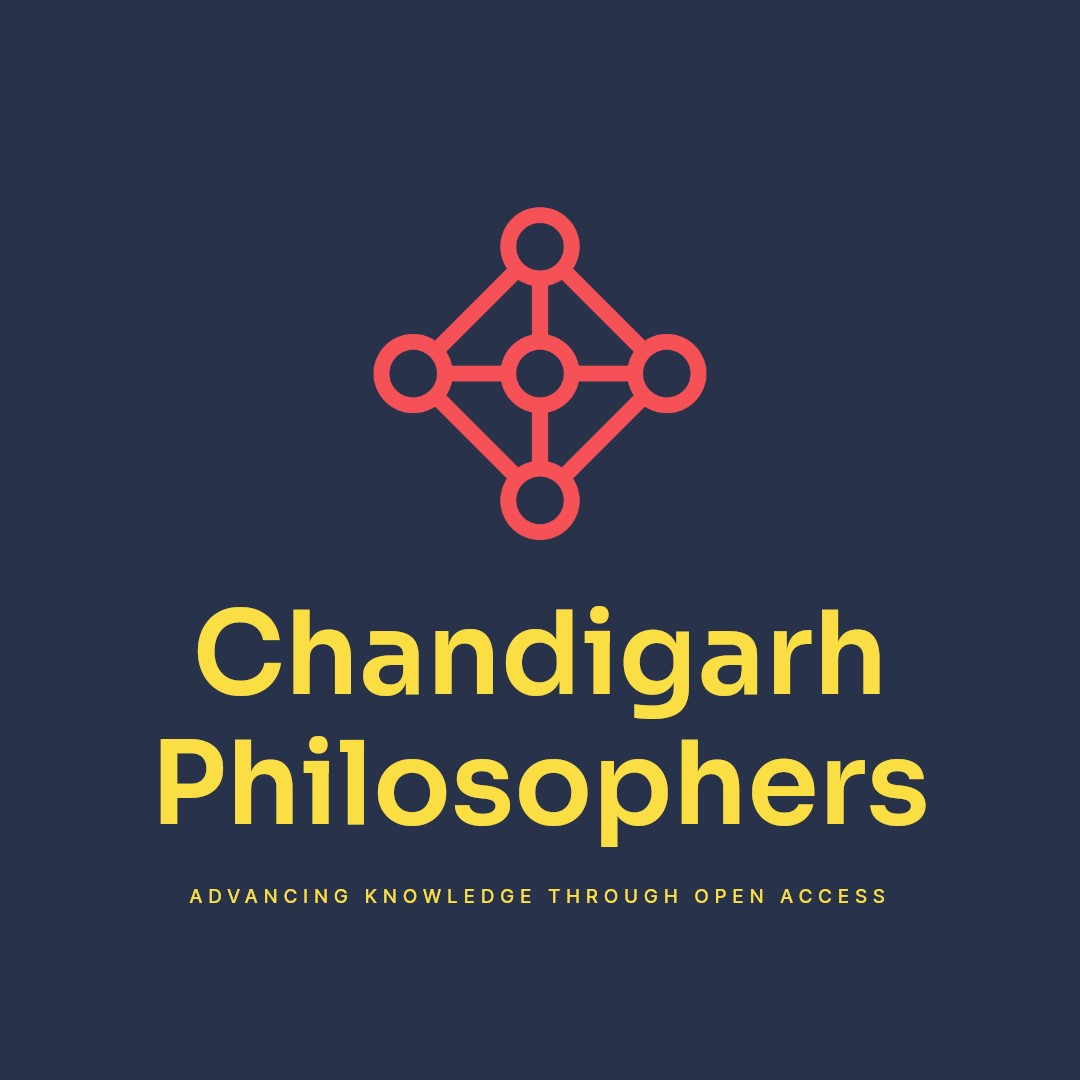 Chandigarh
Philosophers
ADVANCING KNOWLEDGE THROUGH OPEN ACCESS